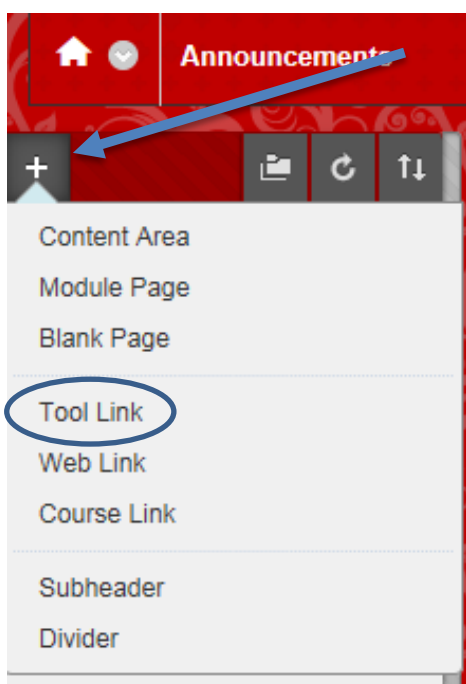 Announcements
Content Area
Module Page
Blank Page
Tool Link
Web Link
Course Link
Subheader
Divider